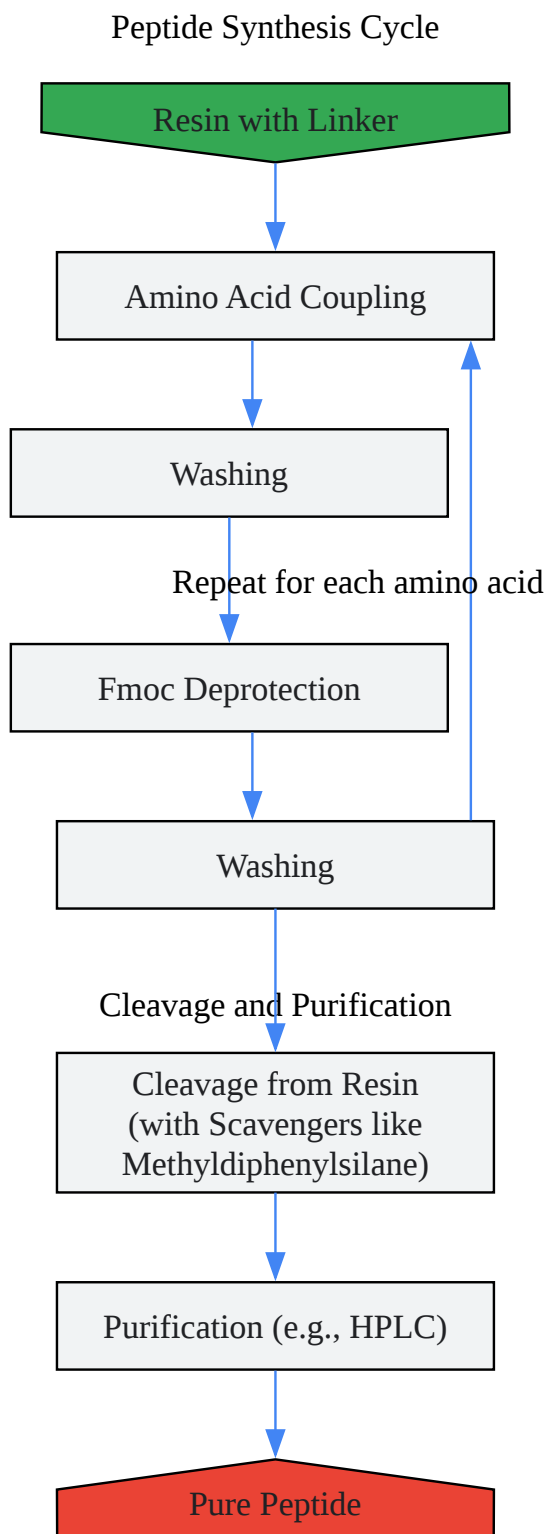 Peptide Synthesis Cycle
Resin with Linker
Amino Acid Coupling
Washing
Repeat for each amino acid
Fmoc Deprotection
Washing
Cleavage and Purification
Cleavage from Resin
(with Scavengers like
Methyldiphenylsilane)
Purification (e.g., HPLC)
Pure Peptide